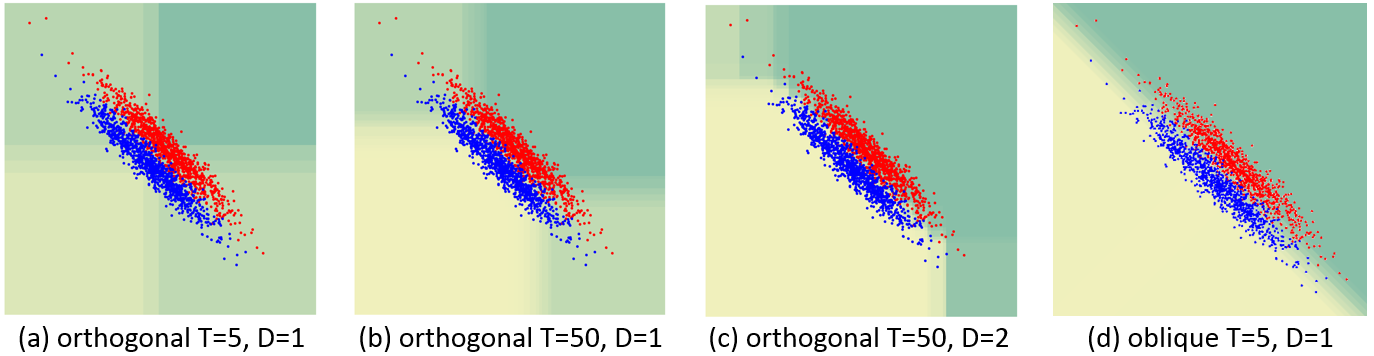 (a) orthogonal T=5, D=1
(b) orthogonal T=50, D=1
(c) orthogonal T=50, D=2
(d) oblique T=5, D=1